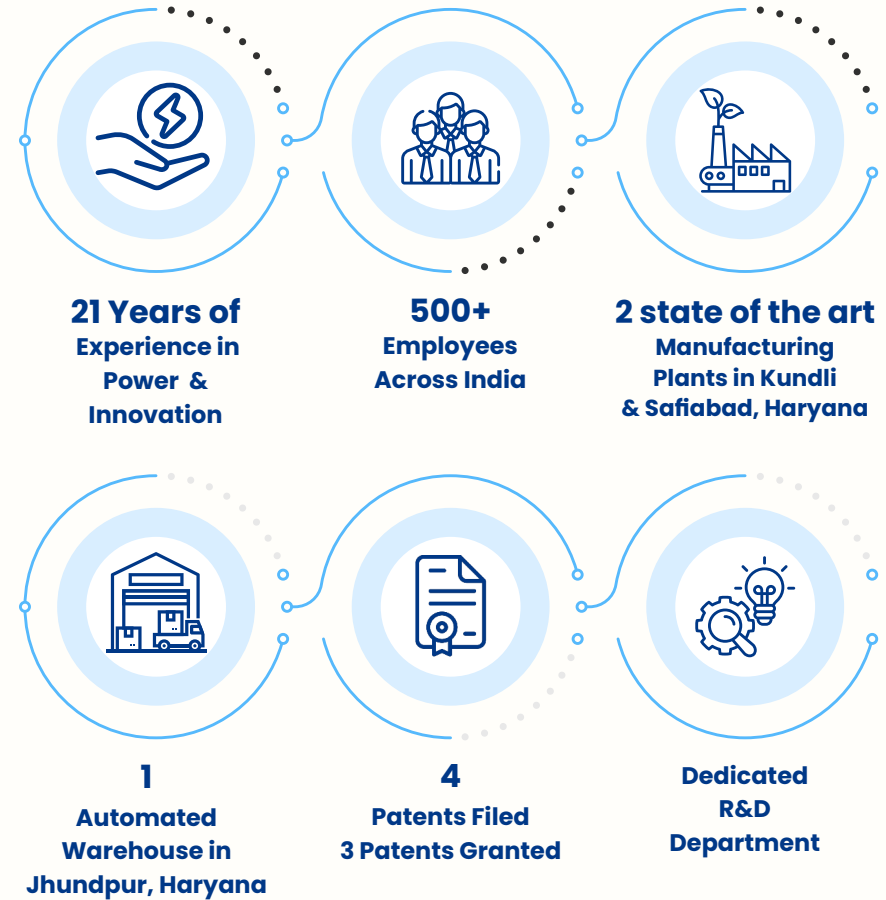 21 Years of
Experience in
Power &
Innovation
500+
Employees
Across India
2 state of the art
Manufacturing
Plants in Kundli
& Safiabad, Haryana
1
Automated
Warehouse in
Jhundpur, Haryana
4
Patents Filed
3 Patents Granted
Dedicated
R&D
Department